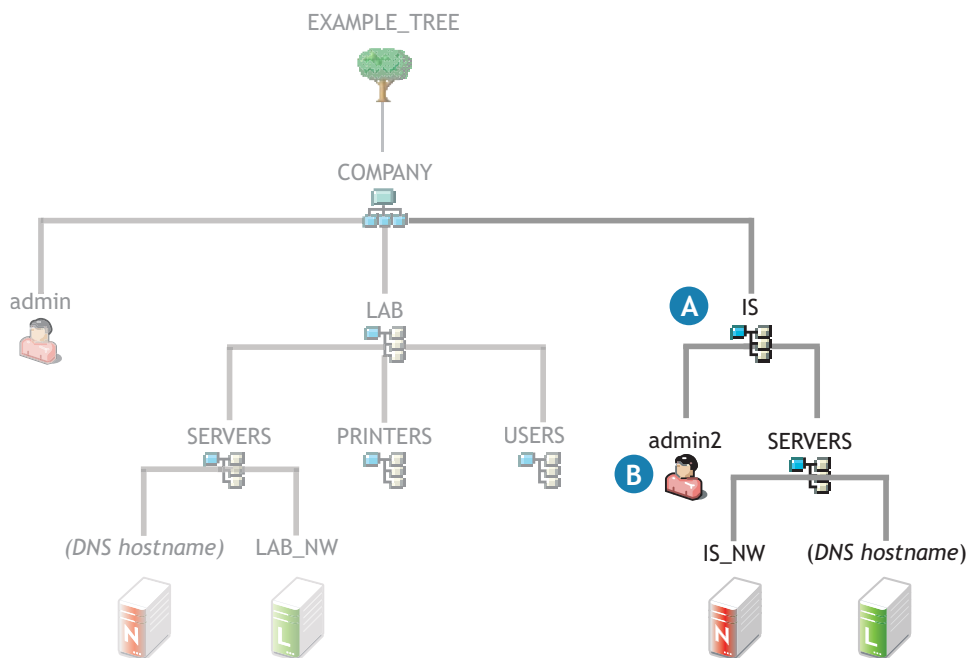 EXAMPLE_TREE
COMPANY
admin
LAB
A
IS
SERVERS
PRINTERS
USERS
admin2
SERVERS
B
(DNS hostname)
LAB_NW
IS_NW
(DNS hostname)
N
L
N
L